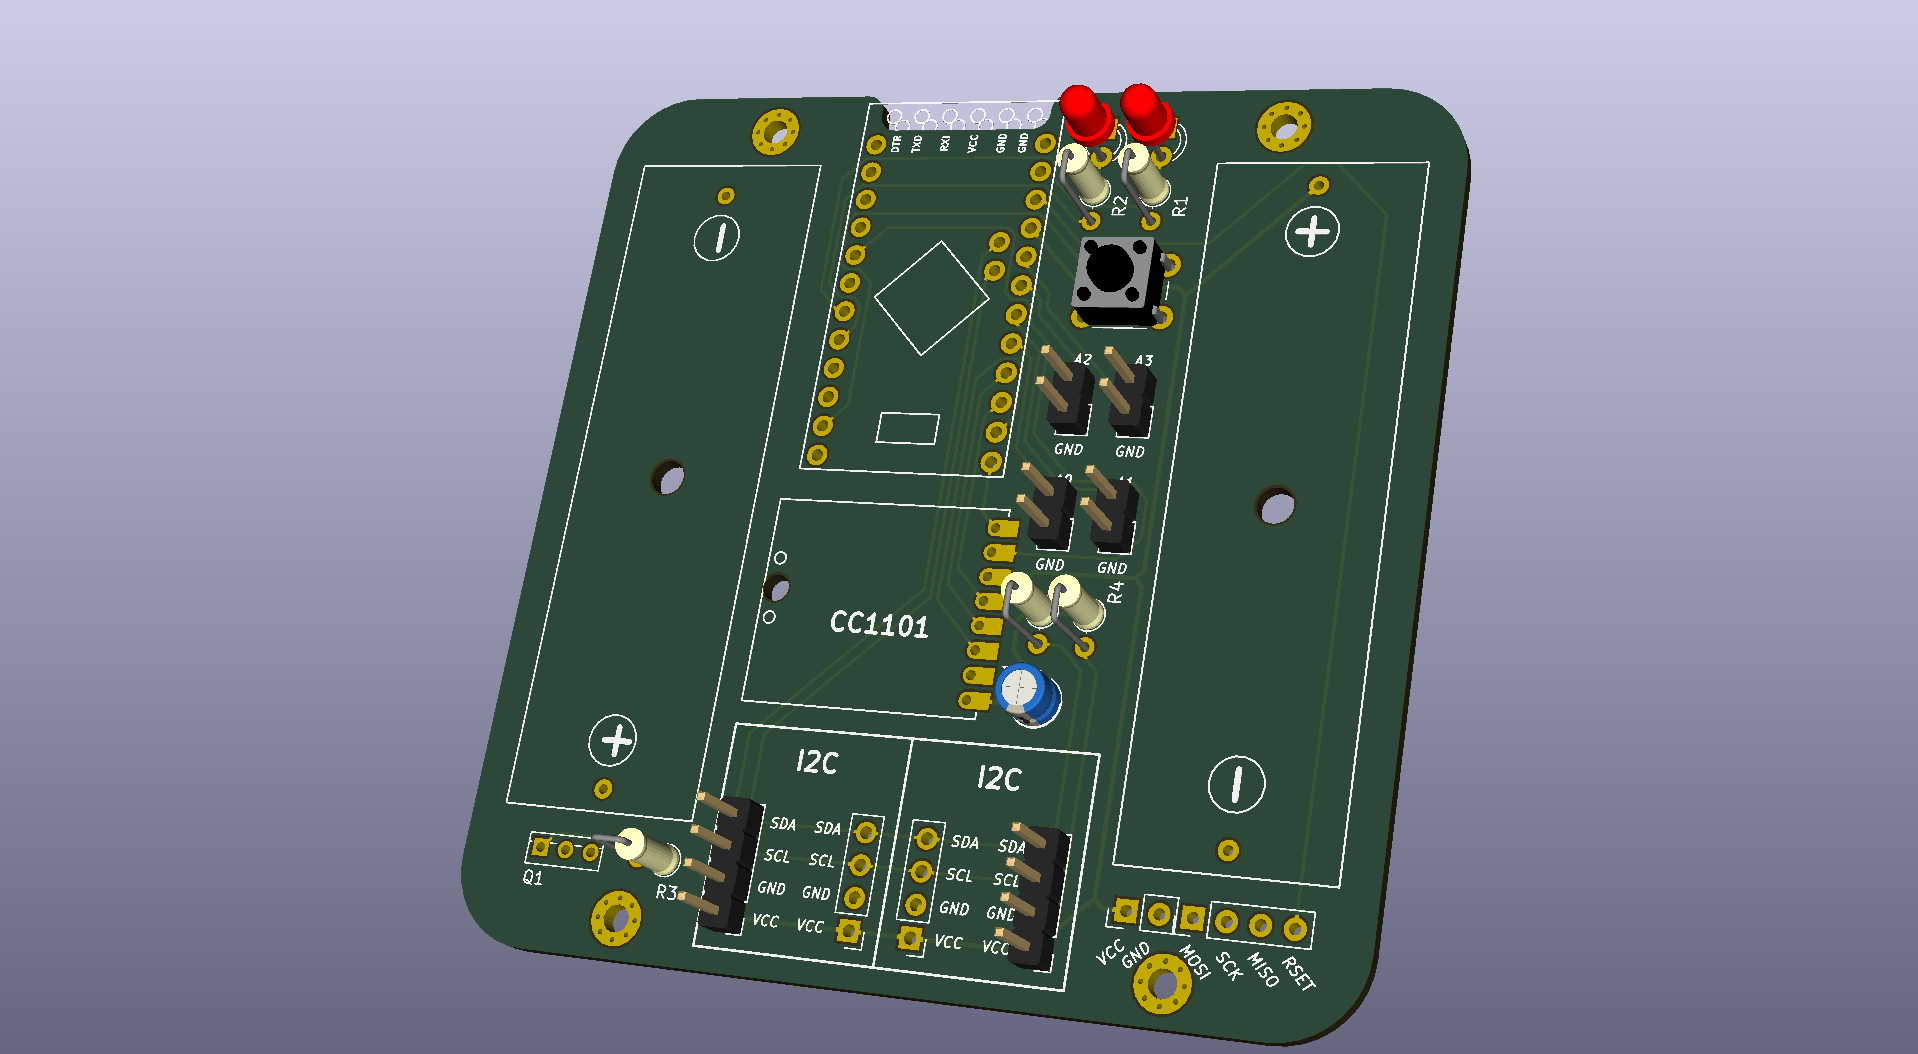 DTR TXD RXI VCC GND GND
R2 R1
A2 A3
GND GND
GND GND
CC1101
R4
I2C I2C
SDA SDA SDA SDA
SCL SCL SCL SCL
GND GND GND GND
VCC VCC VCC VCC
Q1
R3
VCC GND MOSI SCK MISO RSET